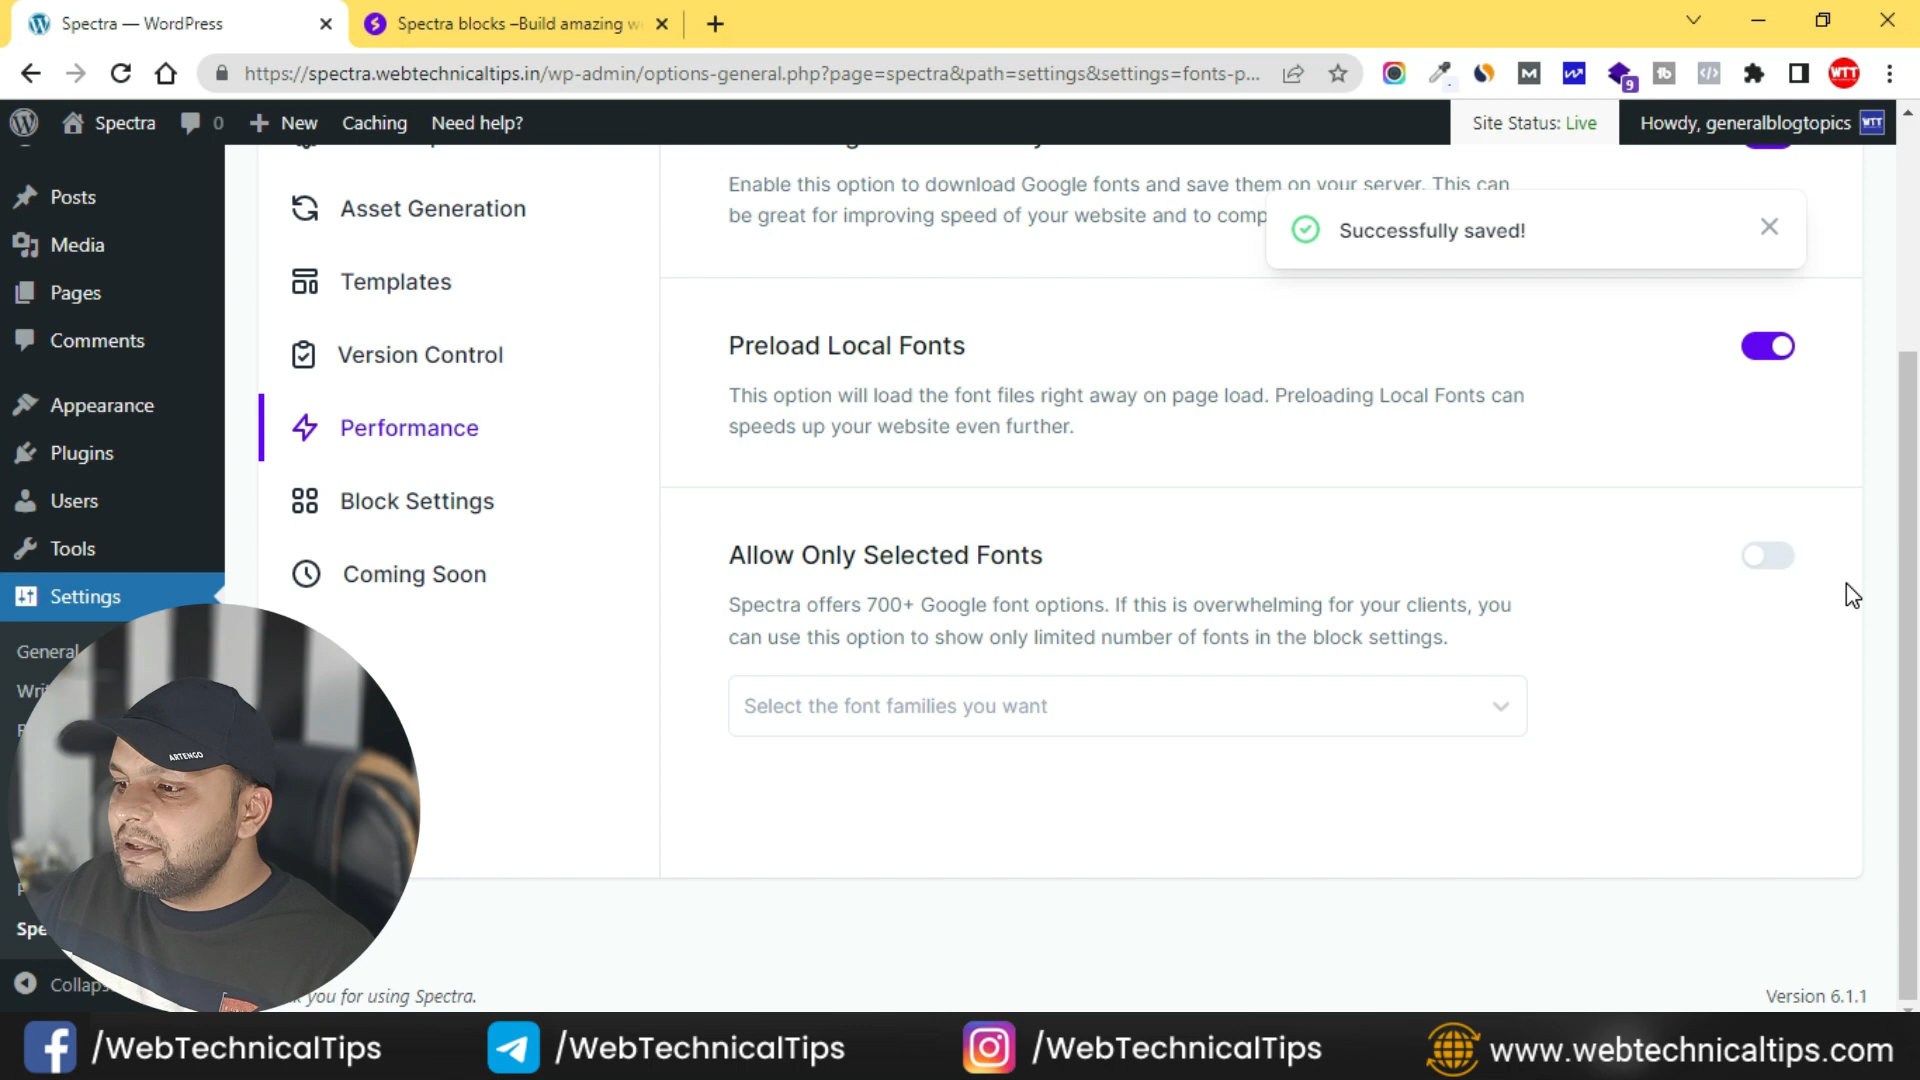 Spectra — WordPress
Spectra blocks –Build amazing w
https://spectra.webtechnicaltips.in/wp-admin/options-general.php?page=spectra&path=settings&settings=fonts-p...
9
WTT
Spectra
0
New
Caching
Need help?
Site Status: Live
Howdy, generalblogtopics
WTT
Posts
Media
Pages
Comments
Appearance
Plugins
Users
Tools
Settings
General
Wri
Spe
Collaps
Asset Generation
Templates
Version Control
Performance
Block Settings
Coming Soon
Enable this option to download Google fonts and save them on your server. This can
be great for improving speed of your website and to comp
Successfully saved!
Preload Local Fonts
This option will load the font files right away on page load. Preloading Local Fonts can
speeds up your website even further.
Allow Only Selected Fonts
Spectra offers 700+ Google font options. If this is overwhelming for your clients, you
can use this option to show only limited number of fonts in the block settings.
Select the font families you want
ARTENGO
you for using Spectra.
Version 6.1.1
/WebTechnicalTips
/WebTechnicalTips
/WebTechnicalTips
www.webtechnicaltips.com